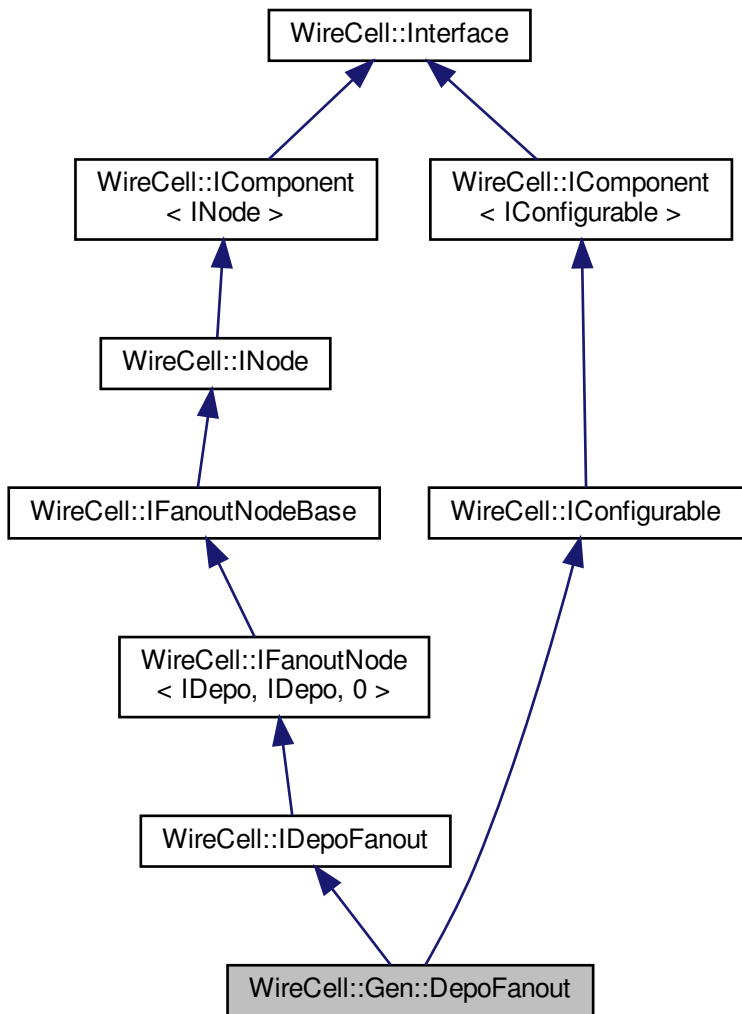 WireCell::Interface
WireCell::IComponent
< INode >
WireCell::IComponent
< IConfigurable >
WireCell::INode
WireCell::IFanoutNodeBase
WireCell::IConfigurable
WireCell::IFanoutNode
< IDepo, IDepo, 0 >
WireCell::IDepoFanout
WireCell::Gen::DepoFanout